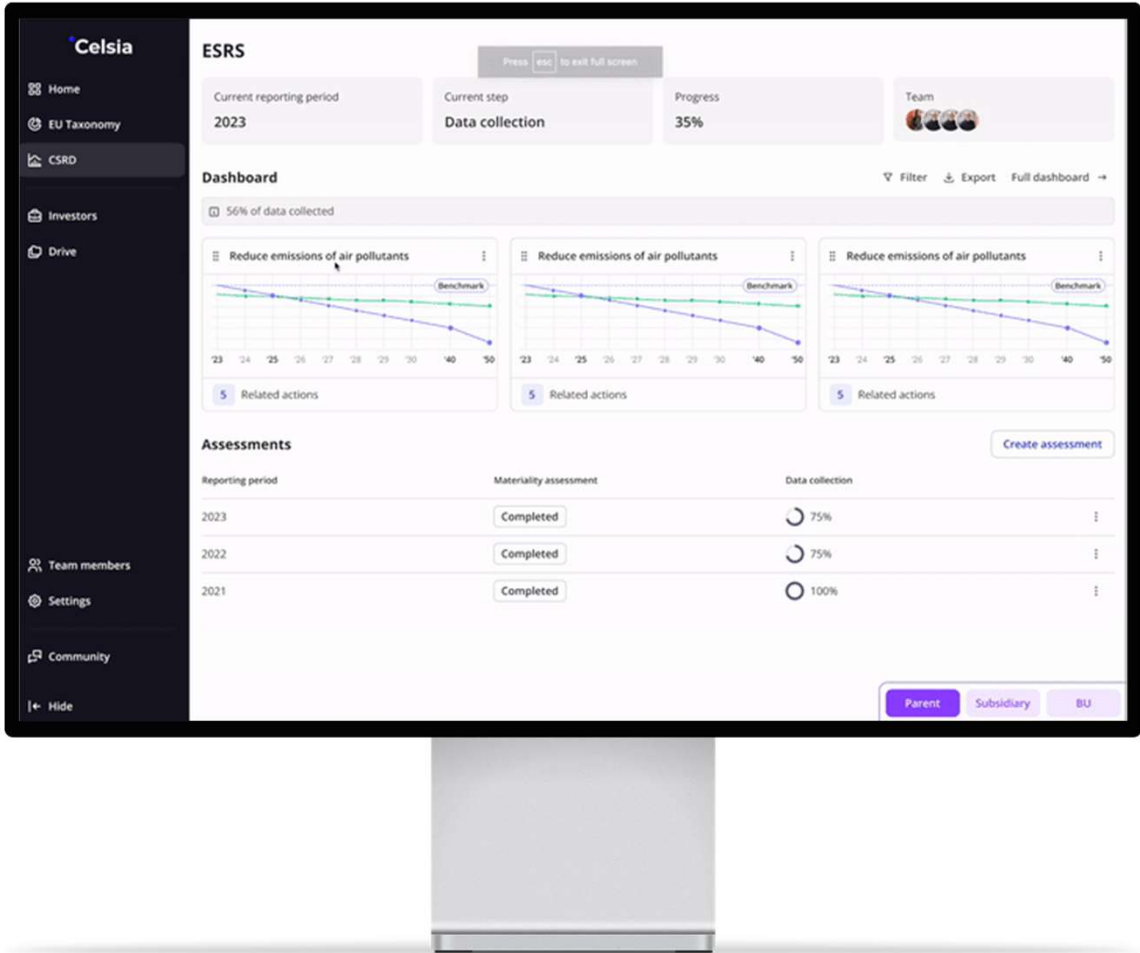 Celsia
Home
EU Taxonomy
CSRD
Investors
Drive
Team members
Settings
Community
Hide
ESRS
Press esc to exit full screen
Current reporting period
2023
Current step
Data collection
Progress
35%
Team
Dashboard
Filter Export Full dashboard →
56% of data collected
Reduce emissions of air pollutants
Benchmark
'23 '24 '25 '26 '27 '28 '29 '30 '40 '50
5 Related actions
Reduce emissions of air pollutants
Benchmark
'23 '24 '25 '26 '27 '28 '29 '30 '40 '50
5 Related actions
Reduce emissions of air pollutants
Benchmark
'23 '24 '25 '26 '27 '28 '29 '30 '40 '50
5 Related actions
Assessments
Create assessment
Reporting period Materiality assessment Data collection
2023 Completed 75%
2022 Completed 75%
2021 Completed 100%
Parent Subsidiary BU